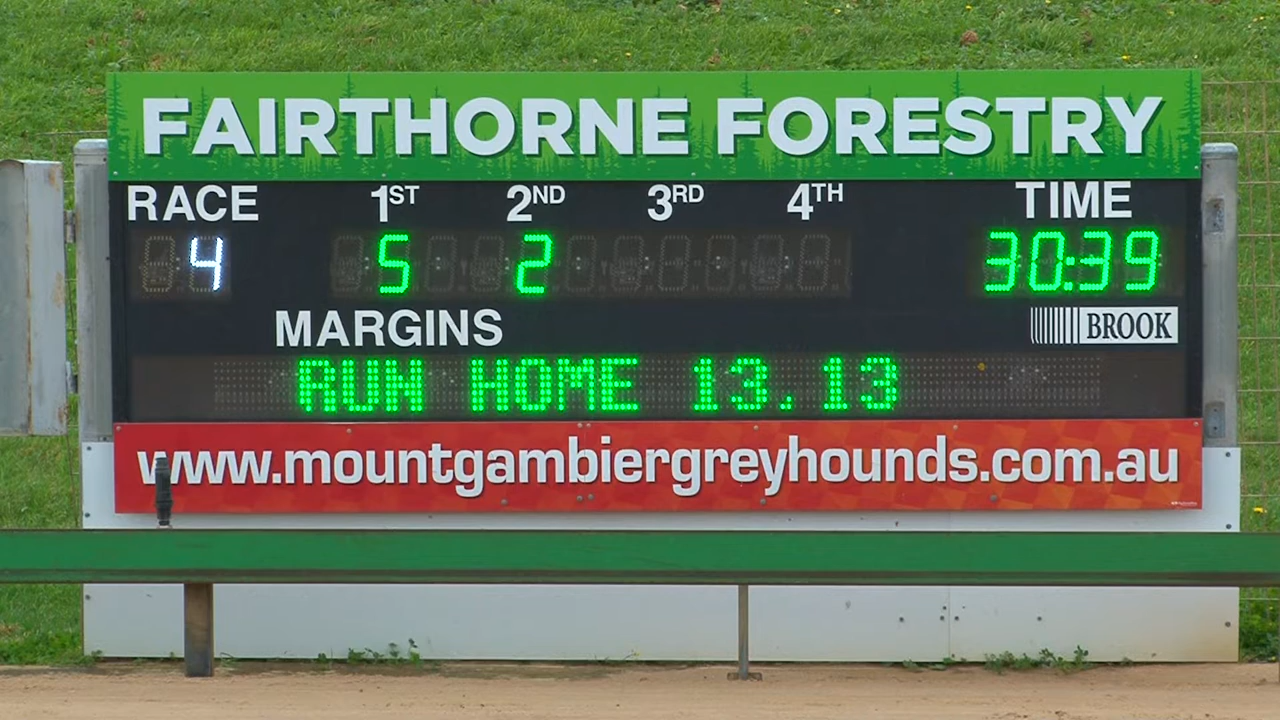 FAIRTHORNE FORESTRY
RACE 1ST 2ND 3RD 4TH TIME
4 5 2 30:39
MARGINS BROOK
RUN HOME 13.13
www.mountgambiergreyhounds.com.au